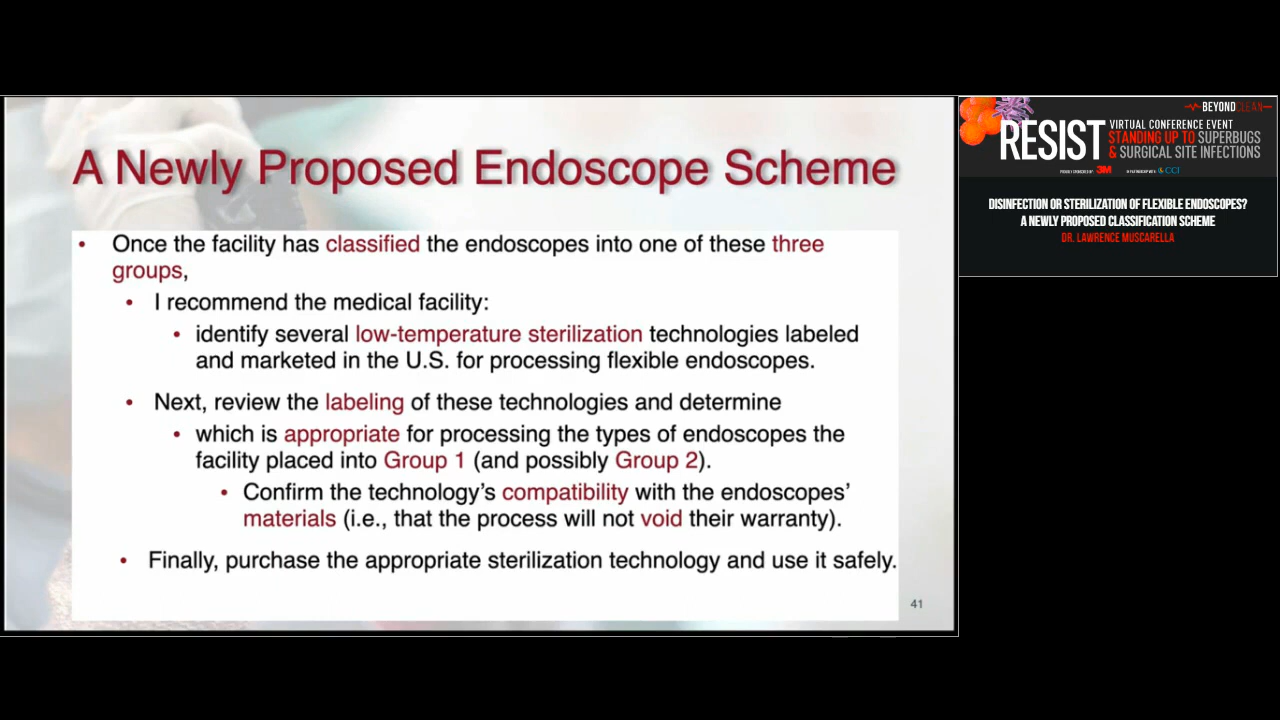 A Newly Proposed Endoscope Scheme
• Once the facility has classified the endoscopes into one of these three
groups,
• I recommend the medical facility:
• identify several low-temperature sterilization technologies labeled
and marketed in the U.S. for processing flexible endoscopes.
• Next, review the labeling of these technologies and determine
• which is appropriate for processing the types of endoscopes the
facility placed into Group 1 (and possibly Group 2).
• Confirm the technology’s compatibility with the endoscopes’
materials (i.e., that the process will not void their warranty).
• Finally, purchase the appropriate sterilization technology and use it safely.
41
BEYONDCLEAN
RESIST
VIRTUAL CONFERENCE EVENT
STANDING UP TO SUPERBUGS
& SURGICAL SITE INFECTIONS
3M
CCI
DISINFECTION OR STERILIZATION OF FLEXIBLE ENDOSCOPES?
A NEWLY PROPOSED CLASSIFICATION SCHEME
DR. LAWRENCE MUSCARELLA